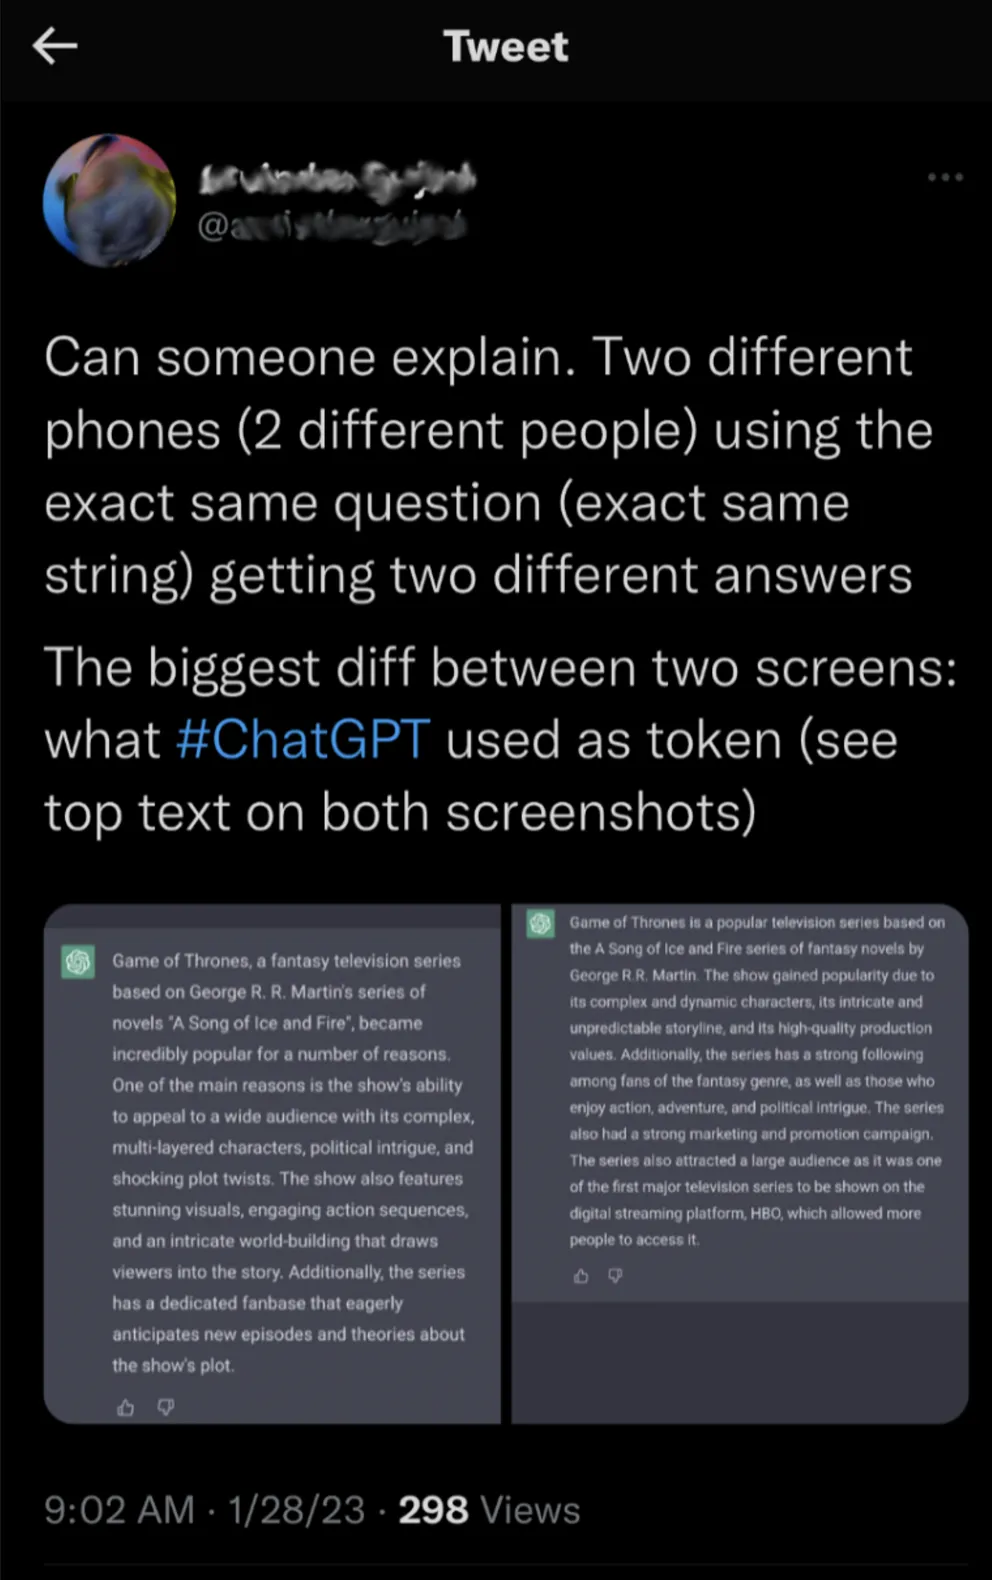 Tweet
Can someone explain. Two different
phones (2 different people) using the
exact same question (exact same
string) getting two different answers
The biggest diff between two screens:
what #ChatGPT used as token (see
top text on both screenshots)
Game of Thrones, a fantasy television series
based on George R. R. Martin's series of
novels "A Song of Ice and Fire", became
incredibly popular for a number of reasons.
One of the main reasons is the show's ability
to appeal to a wide audience with its complex,
multi-layered characters, political intrigue, and
shocking plot twists. The show also features
stunning visuals, engaging action sequences,
and an intricate world-building that draws
viewers into the story. Additionally, the series
has a dedicated fanbase that eagerly
anticipates new episodes and theories about
the show's plot.
Game of Thrones is a popular television series based on
the A Song of Ice and Fire series of fantasy novels by
George R.R. Martin. The show gained popularity due to
its complex and dynamic characters, its intricate and
unpredictable storyline, and its high-quality production
values. Additionally, the series has a strong following
among fans of the fantasy genre, as well as those who
enjoy action, adventure, and political intrigue. The series
also had a strong marketing and promotion campaign.
The series also attracted a large audience as it was one
of the first major television series to be shown on the
digital streaming platform, HBO, which allowed more
people to access it.
9:02 AM · 1/28/23 · 298 Views